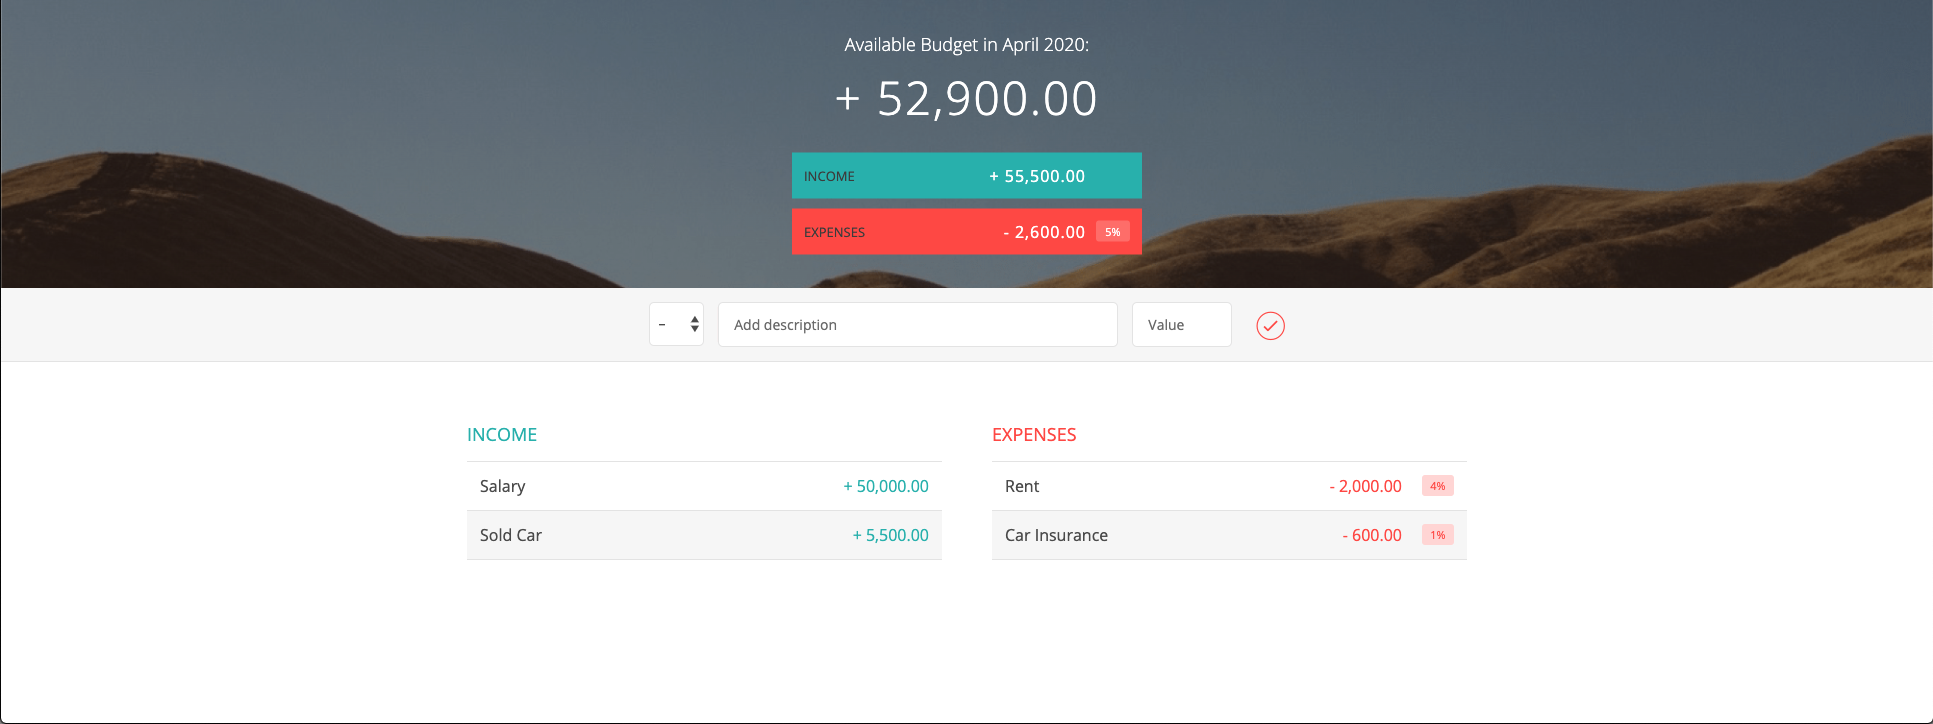 Available Budget in April 2020:
+ 52,900.00
INCOME + 55,500.00
EXPENSES - 2,600.00 5%
- Add description Value
INCOME
Salary + 50,000.00
Sold Car + 5,500.00
EXPENSES
Rent - 2,000.00 4%
Car Insurance - 600.00 1%